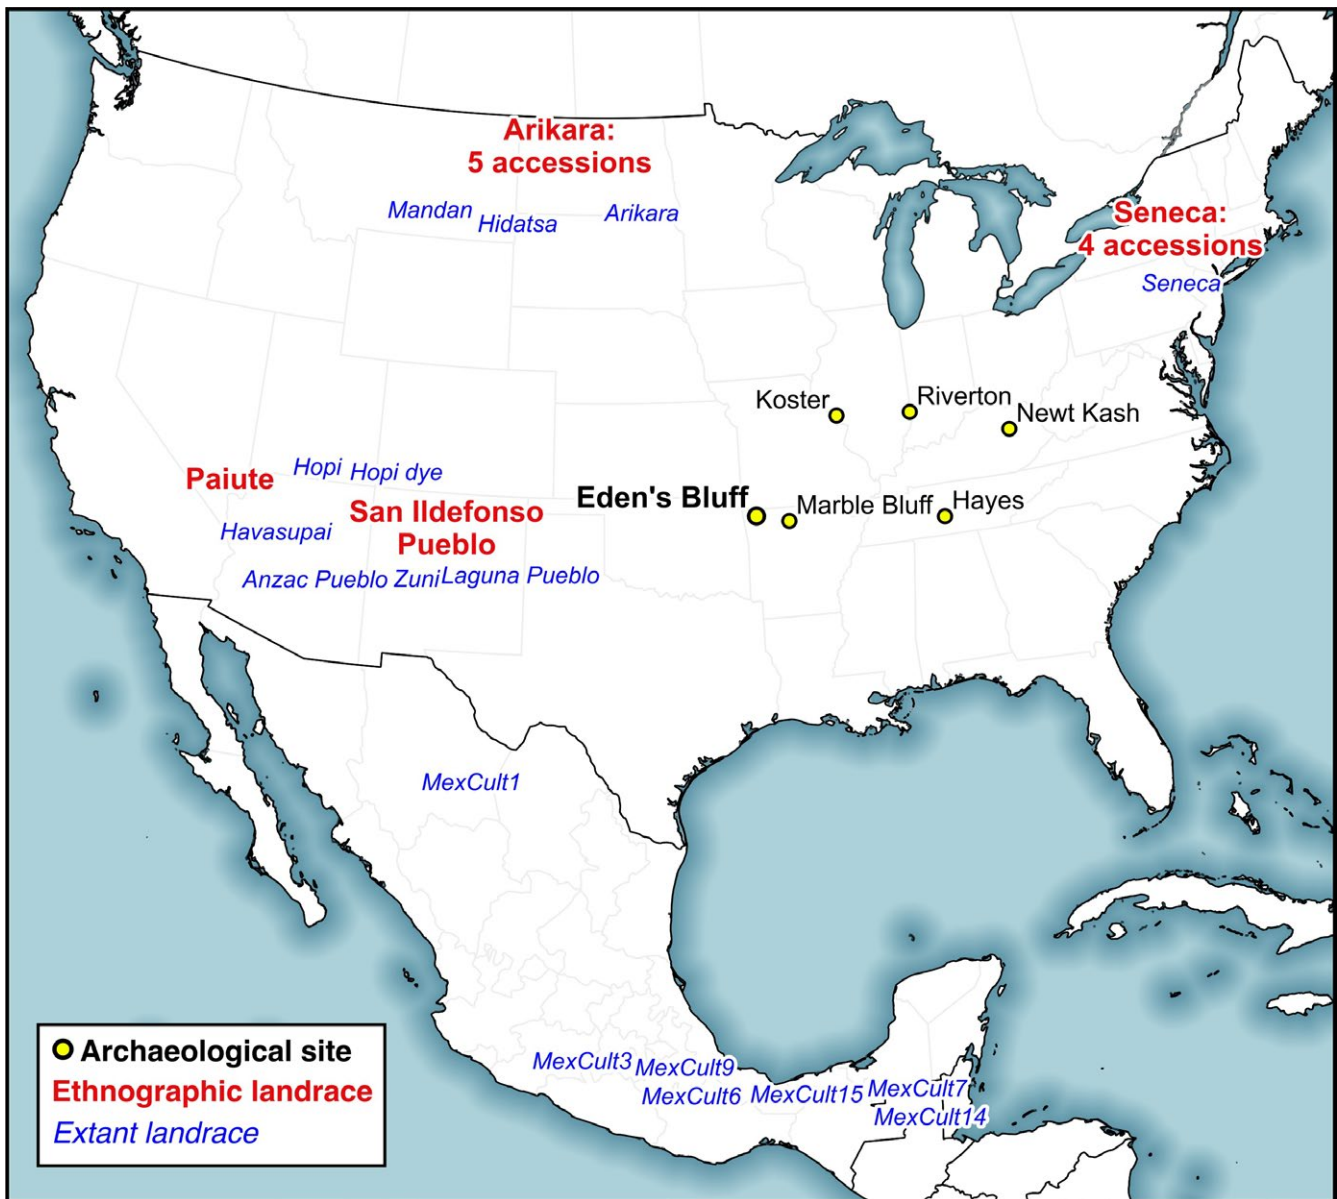 Arikara:
5 accessions
Mandan
Hidatsa
Arikara
Seneca:
4 accessions
Seneca
Koster
Riverton
Newt Kash
Hopi
Hopi dye
Paiute
Eden's Bluff
Marble Bluff
Hayes
San Ildefonso
Pueblo
Havasupai
Anzac Pueblo
Zuni
Laguna Pueblo
MexCult1
MexCult3
MexCult9
MexCult6
MexCult15
MexCult7
MexCult14
Archaeological site
Ethnographic landrace
Extant landrace